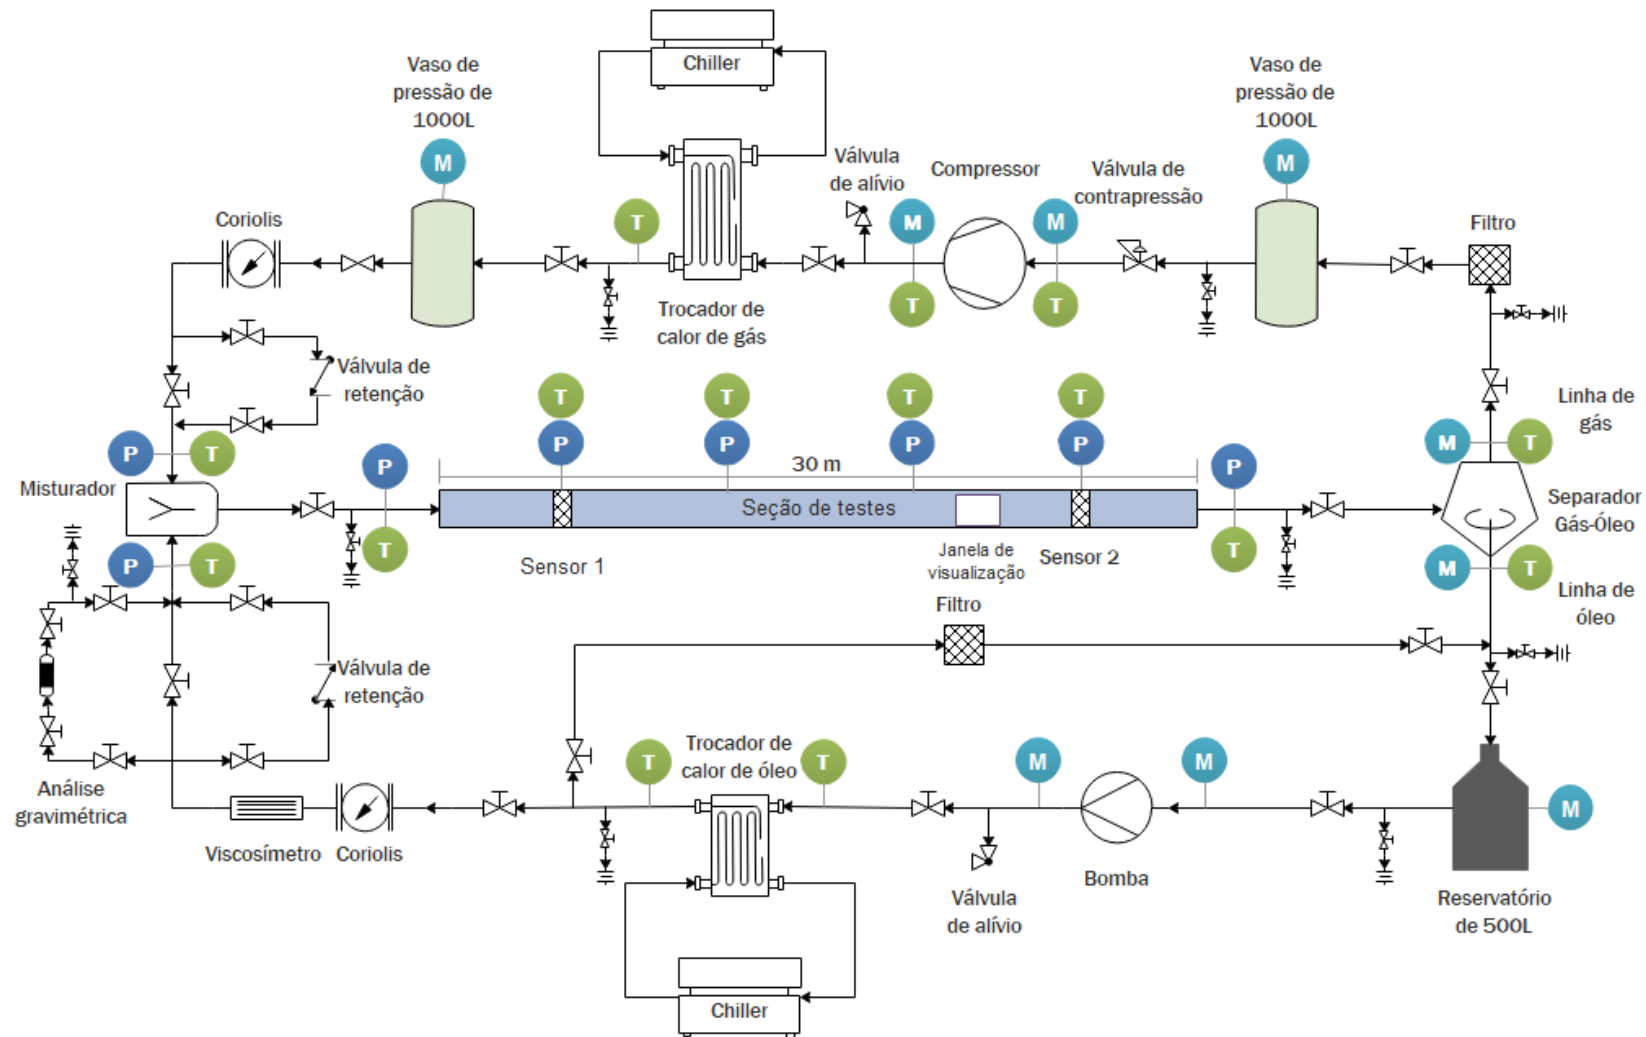 Chiller
Vaso de
pressão de
1000L
M
Válvula
de alívio
Compressor
Válvula de
contrapressão
Vaso de
pressão de
1000L
M
Filtro
Coriolis
T
M
T
M
T
Trocador de
calor de gás
Válvula de
retenção
T
P
T
P
T
P
T
P
30 m
Linha de
gás
M
T
P
T
P
T
P
T
Misturador
Seção de testes
Sensor 1
Janela de
visualização
Sensor 2
Separador
Gás-Óleo
P
T
M
T
Linha de
óleo
Filtro
Válvula de
retenção
Análise
gravimétrica
Viscosímetro
Coriolis
T
Trocador de
calor de óleo
T
M
M
M
Válvula
de alívio
Bomba
Reservatório
de 500L
Chiller